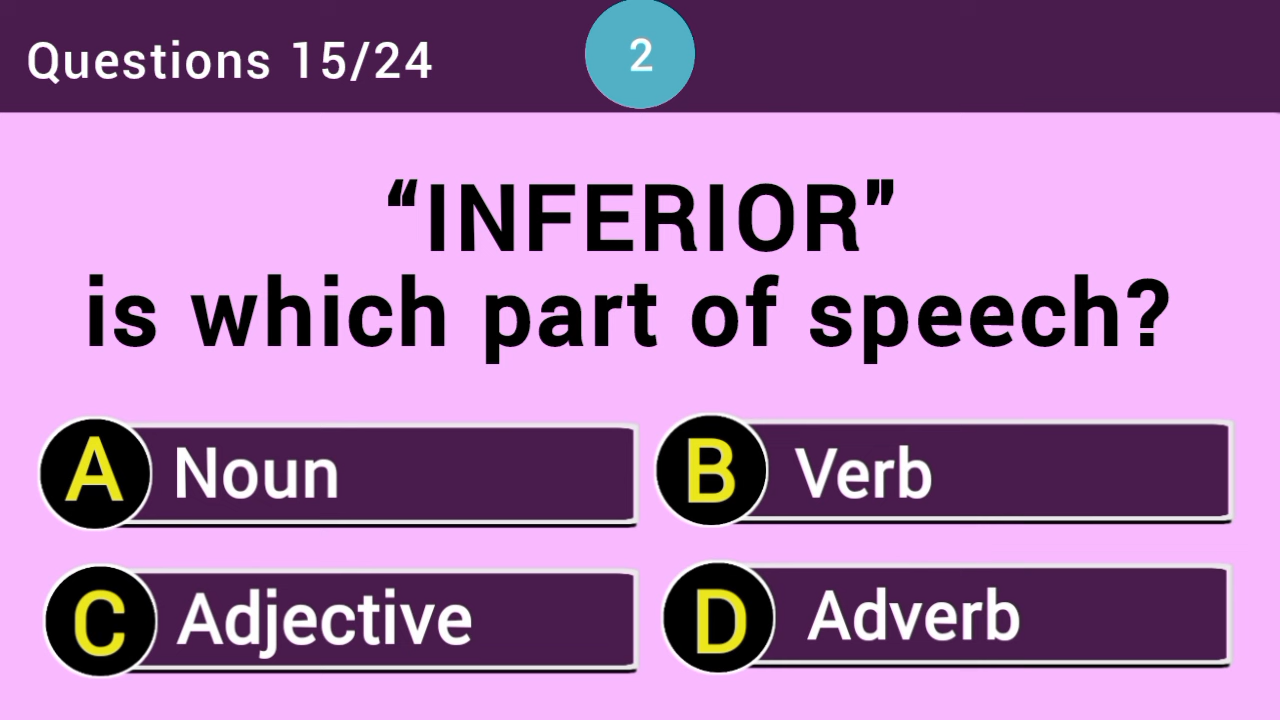 Questions 15/24
2
“INFERIOR”
is which part of speech?
A Noun
B Verb
C Adjective
D Adverb